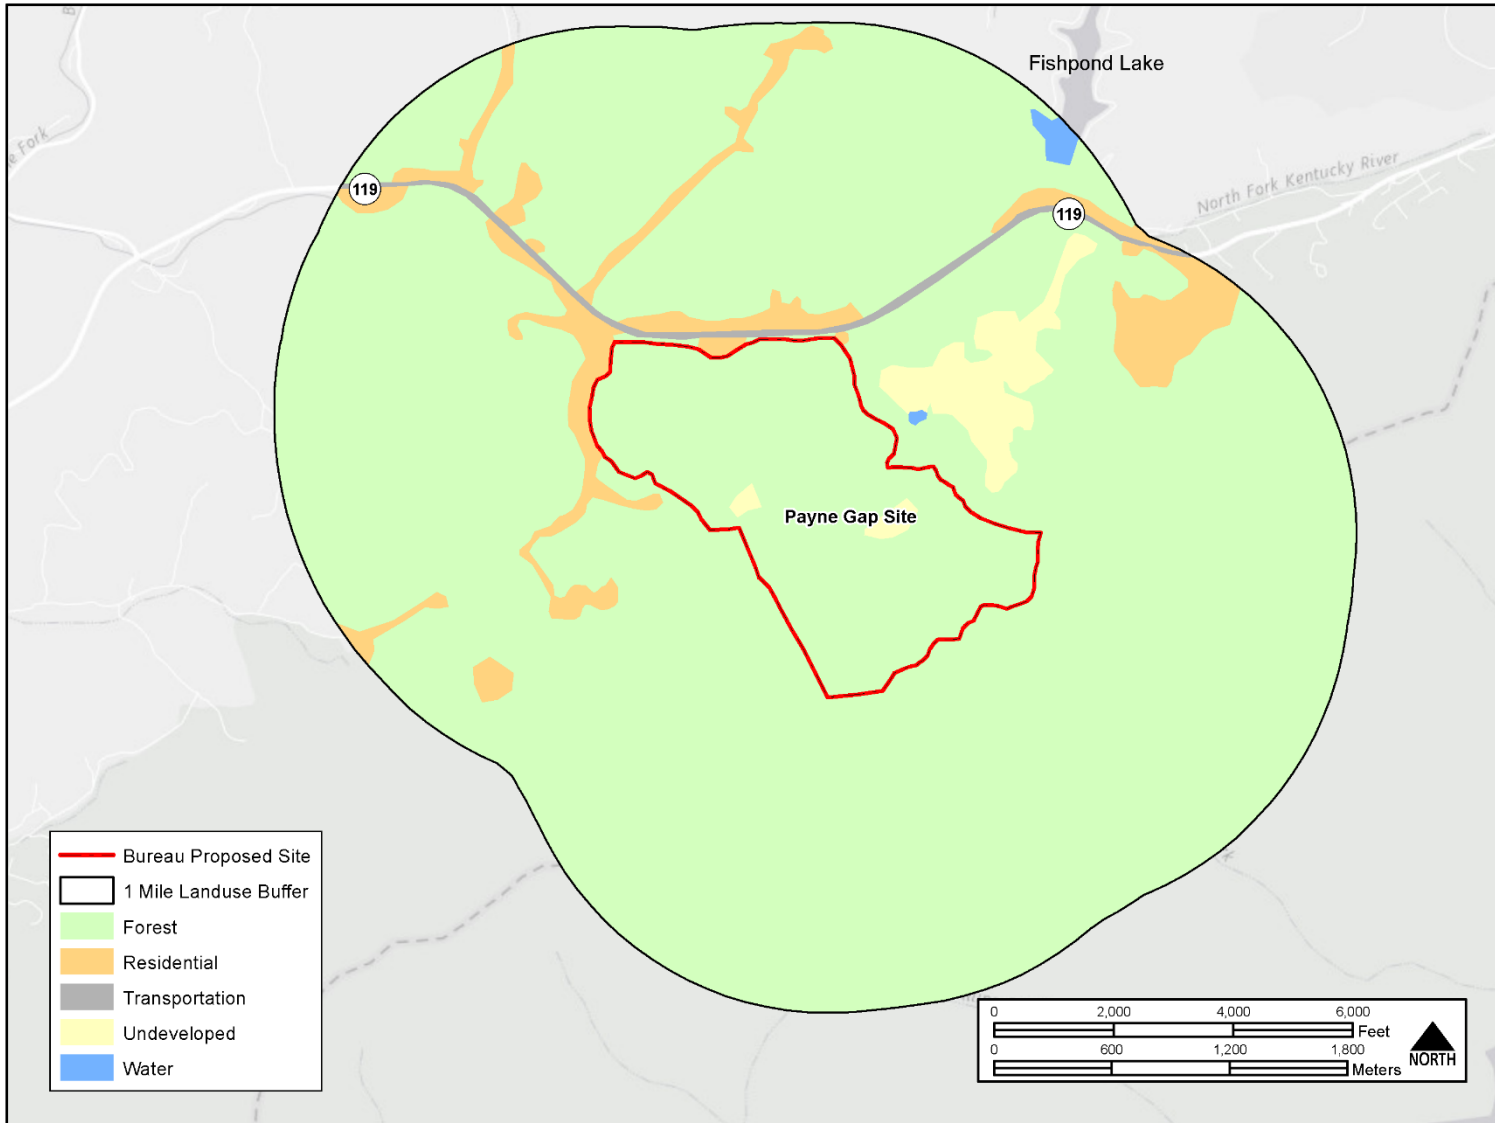 Fishpond Lake
North Fork Kentucky River
e Fork
B
119
119
Payne Gap Site
Bureau Proposed Site
1 Mile Landuse Buffer
Forest
Residential
Transportation
Undeveloped
Water
0 2,000 4,000 6,000
Feet
0 600 1,200 1,800
Meters
NORTH